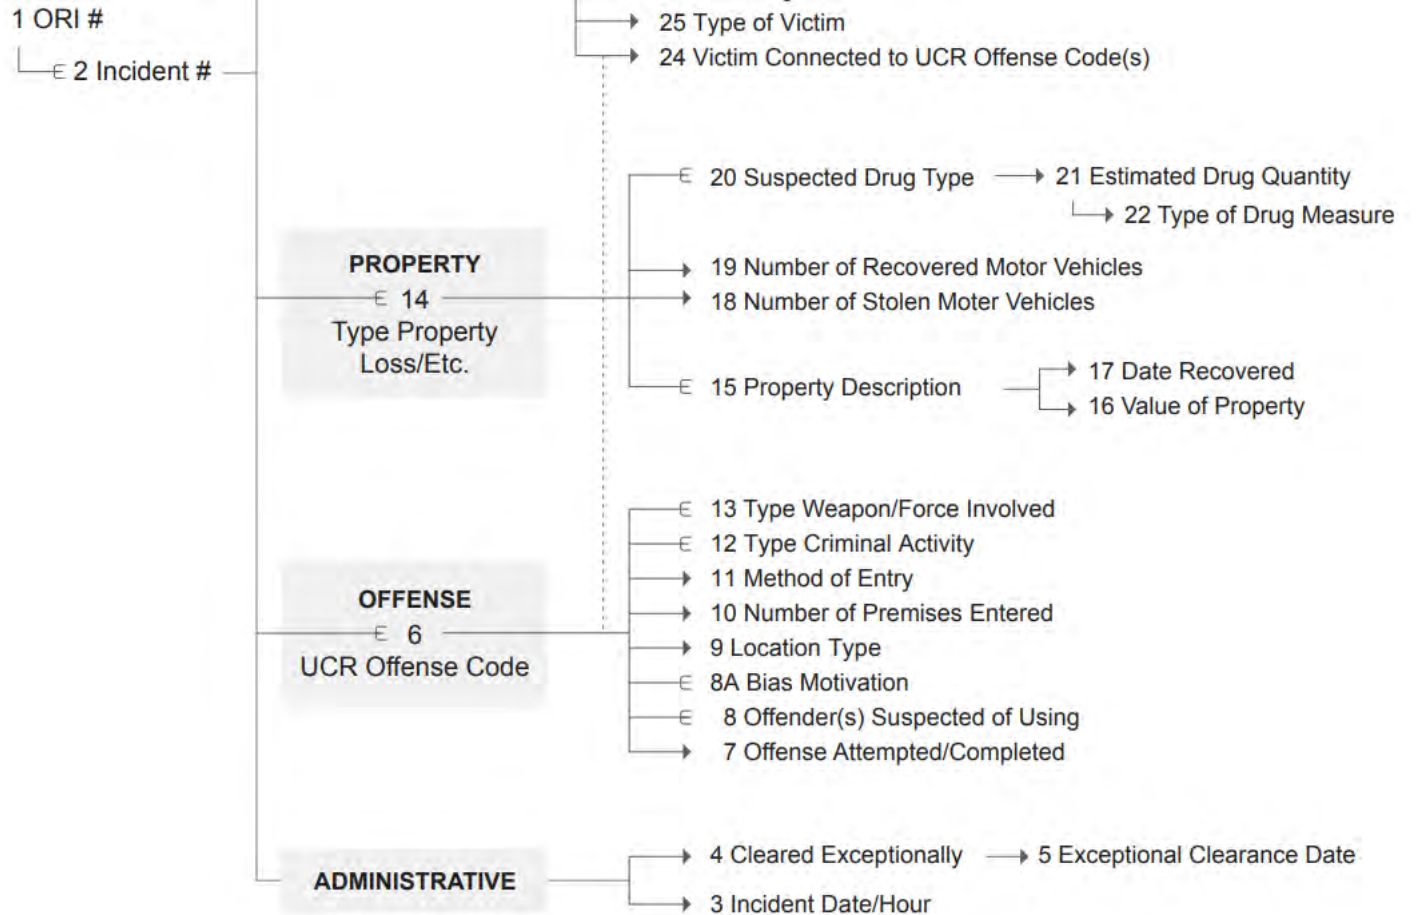 1 ORI #
2 Incident #
25 Type of Victim
24 Victim Connected to UCR Offense Code(s)
20 Suspected Drug Type
21 Estimated Drug Quantity
22 Type of Drug Measure
PROPERTY
14
Type Property
Loss/Etc.
19 Number of Recovered Motor Vehicles
18 Number of Stolen Moter Vehicles
15 Property Description
17 Date Recovered
16 Value of Property
OFFENSE
6
UCR Offense Code
13 Type Weapon/Force Involved
12 Type Criminal Activity
11 Method of Entry
10 Number of Premises Entered
9 Location Type
8A Bias Motivation
8 Offender(s) Suspected of Using
7 Offense Attempted/Completed
ADMINISTRATIVE
4 Cleared Exceptionally
5 Exceptional Clearance Date
3 Incident Date/Hour